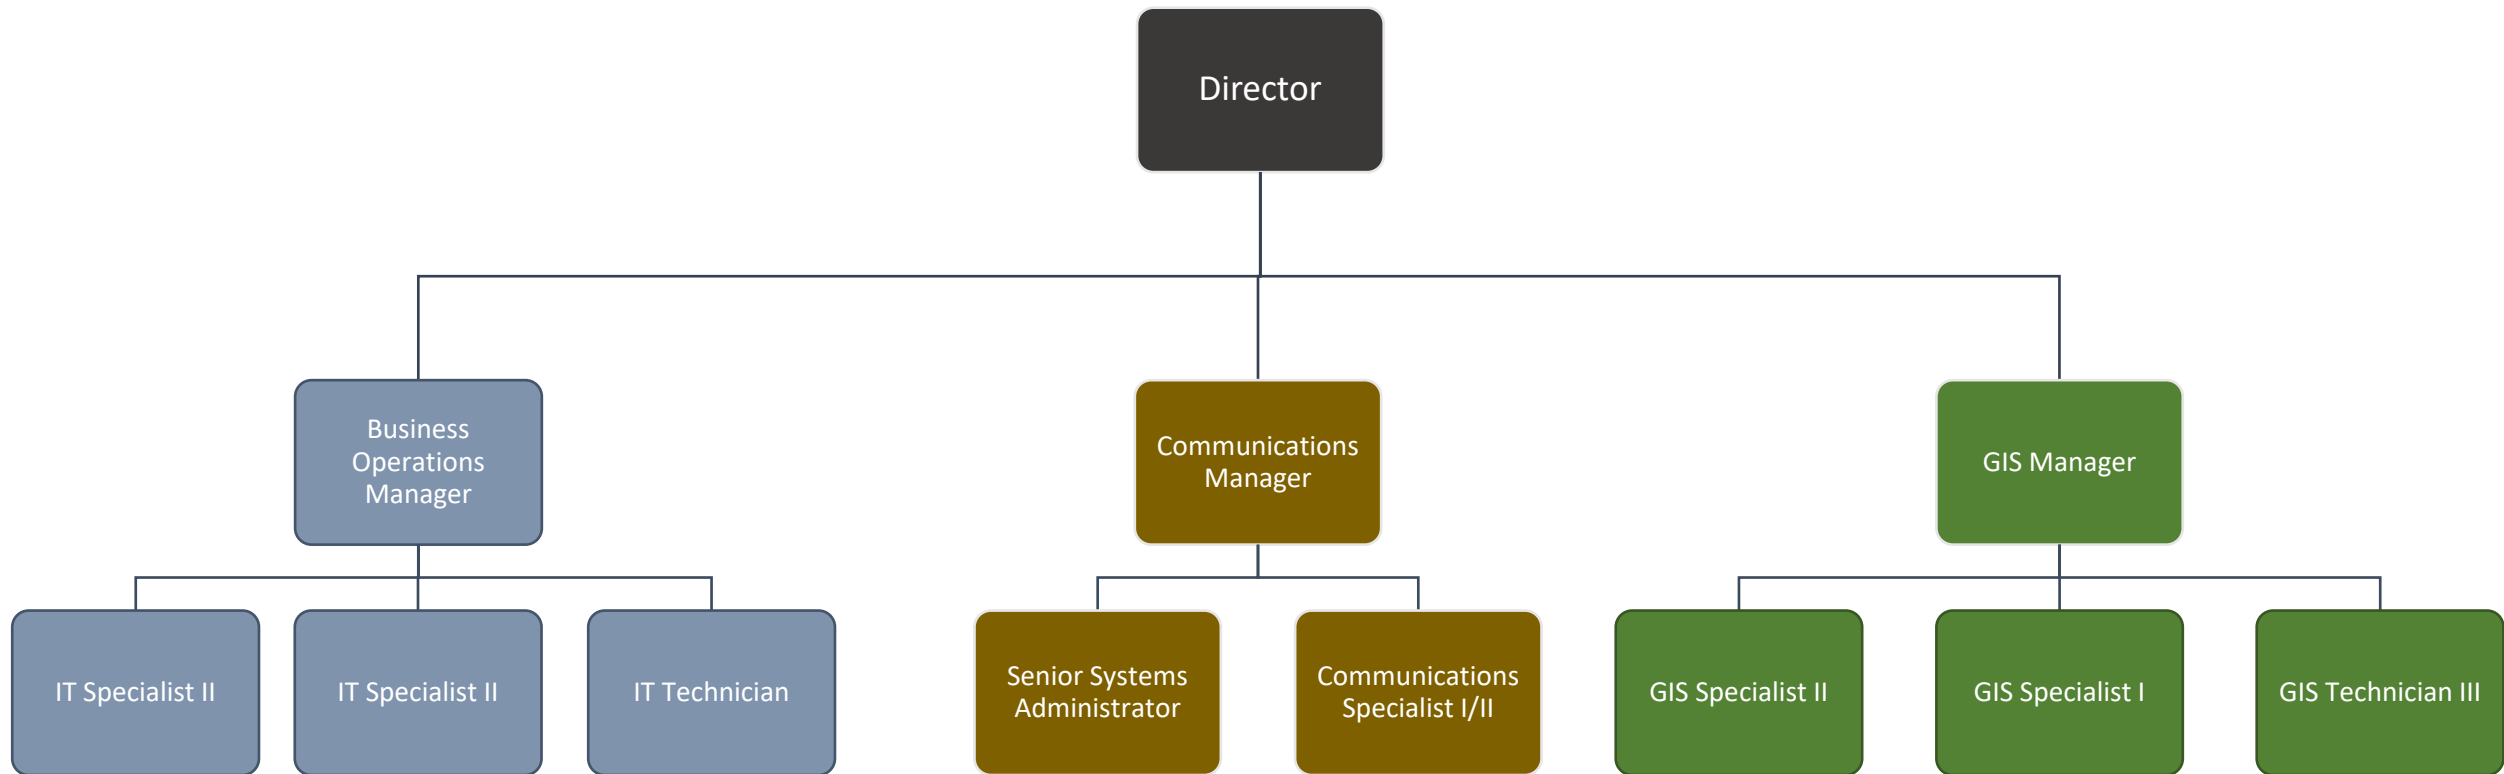 Director
Business
Operations
Manager
Communications
Manager
GIS Manager
IT Specialist II
IT Specialist II
IT Technician
Senior Systems
Administrator
Communications
Specialist I/II
GIS Specialist II
GIS Specialist I
GIS Technician III